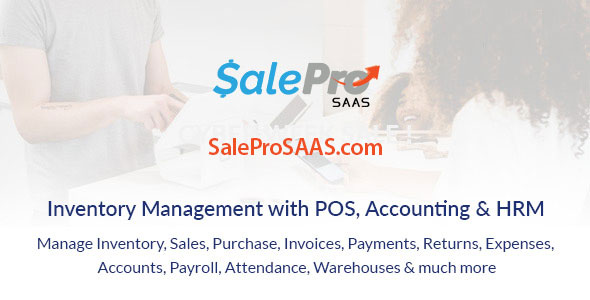 $alePro
SAAS
SaleProSAAS.com
Inventory Management with POS, Accounting & HRM
Manage Inventory, Sales, Purchase, Invoices, Payments, Returns, Expenses,
Accounts, Payroll, Attendance, Warehouses & much more